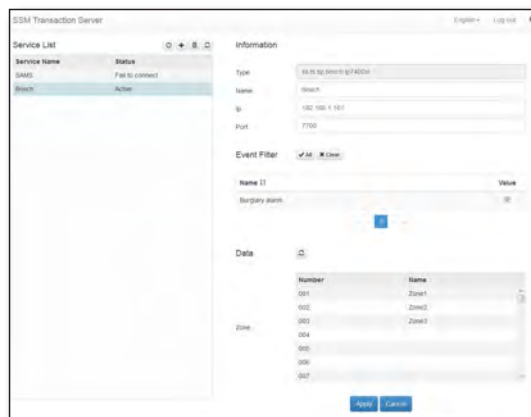 SSM Transaction Server
English
Log out
Service List
Service Name Status
SAMS Fail to connect
Bosch Active
Information
Type
Name Bosch
Ip 192.168.1.101
Port 7700
Event Filter All Clear
Name Value
Burglary alarm
Data
Number Name
001 Zone1
002 Zone2
003 Zone3
Zone
004
005
006
007
Apply Cancel